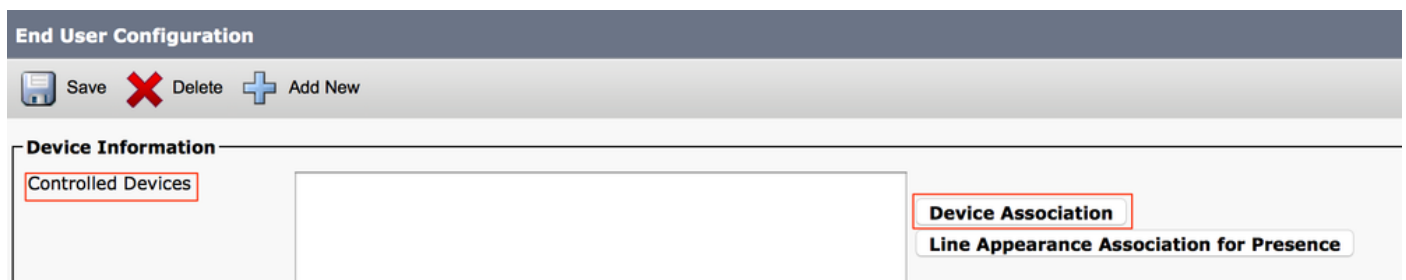 End User Configuration
Save Delete Add New
Device Information
Controlled Devices
Device Association
Line Appearance Association for Presence